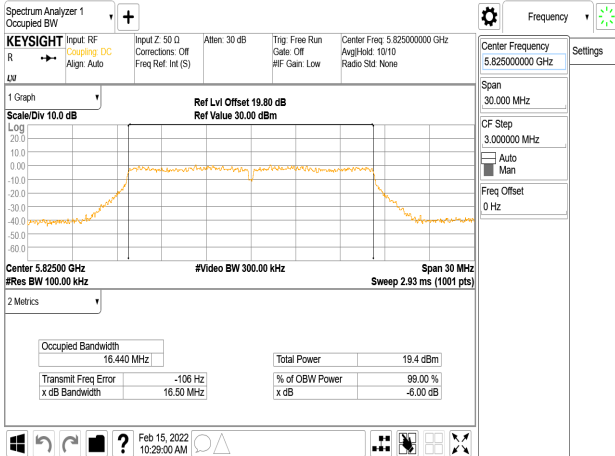 Spectrum Analyzer 1
Occupied BW
KEYSIGHT
R
Input: RF
Coupling: DC
Align: Auto
Input Z: 50 Ω
Corrections: Off
Freq Ref: Int (S)
Atten: 30 dB
Trig: Free Run
Gate: Off
#IF Gain: Low
Center Freq: 5.825000000 GHz
Avg|Hold: 10/10
Radio Std: None
LXI
1 Graph
Scale/Div 10.0 dB
Ref Lvl Offset 19.80 dB
Ref Value 30.00 dBm
Log
20.0
10.0
0.00
-10.0
-20.0
-30.0
-40.0
-50.0
-60.0
Center 5.82500 GHz
#Res BW 100.00 kHz
#Video BW 300.00 kHz
Span 30 MHz
Sweep 2.93 ms (1001 pts)
2 Metrics
Occupied Bandwidth
16.440 MHz
Transmit Freq Error -106 Hz
x dB Bandwidth 16.50 MHz
Total Power 19.4 dBm
% of OBW Power 99.00 %
x dB -6.00 dB
?
Feb 15, 2022
10:29:00 AM
Frequency
Settings
Center Frequency
5.825000000 GHz
Span
30.000 MHz
CF Step
3.000000 MHz
Auto
Man
Freq Offset
0 Hz